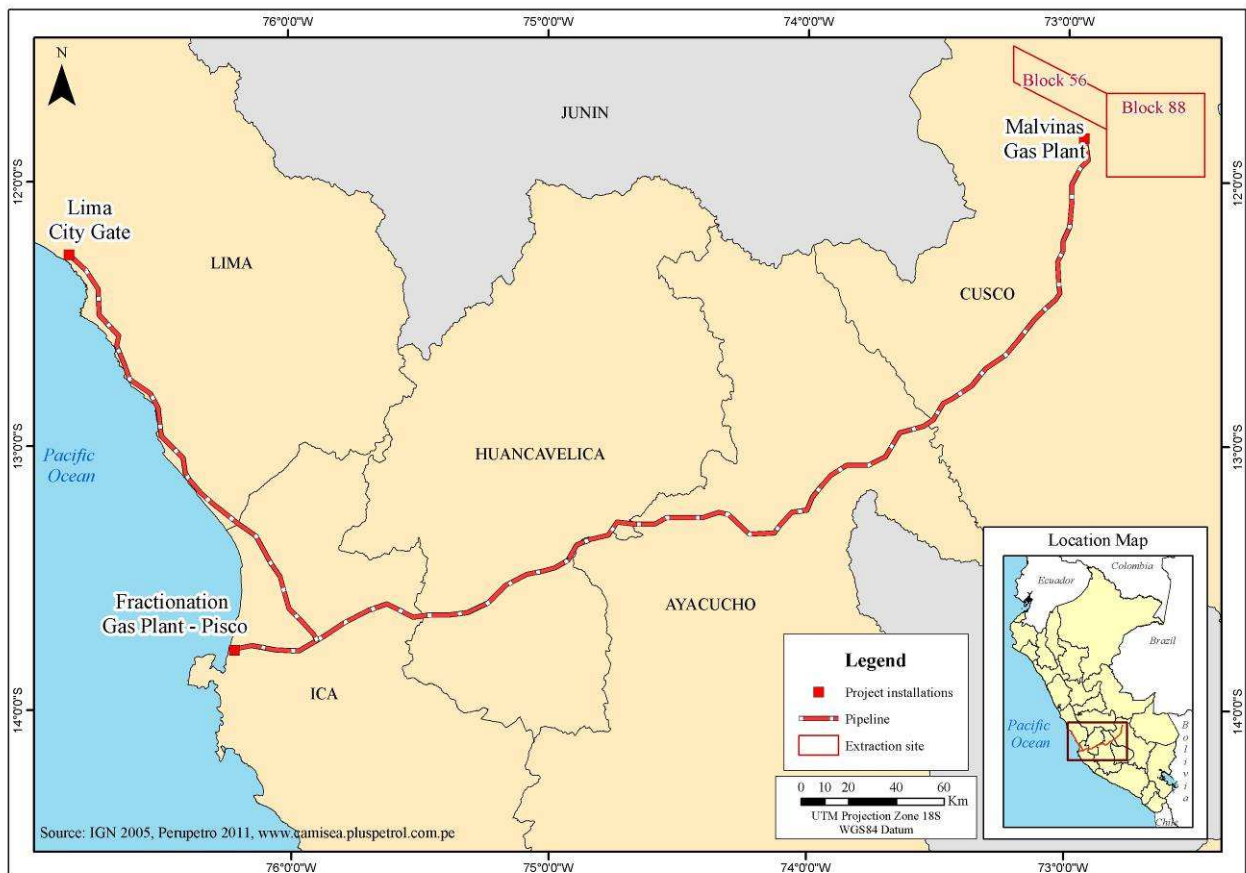 76°0'0"W
75°0'0"W
74°0'0"W
73°0'0"W
N
Block 56
Block 88
JUNIN
Malvinas
Gas Plant
12°0'0"S
12°0'0"S
Lima
City Gate
LIMA
CUSCO
13°0'0"S
13°0'0"S
Pacific
Ocean
HUANCAVELICA
Fractionation
Gas Plant - Pisco
AYACUCHO
ICA
14°0'0"S
14°0'0"S
Legend
Project installations
Pipeline
Extraction site
0 10 20 40 60
Km
UTM Projection Zone 18S
WGS84 Datum
Location Map
Colombia
Ecuador
Brazil
Pacific
Ocean
Bolivia
Chile
Source: IGN 2005, Perupetro 2011, www.camisea.pluspetrol.com.pe
76°0'0"W
75°0'0"W
74°0'0"W
73°0'0"W